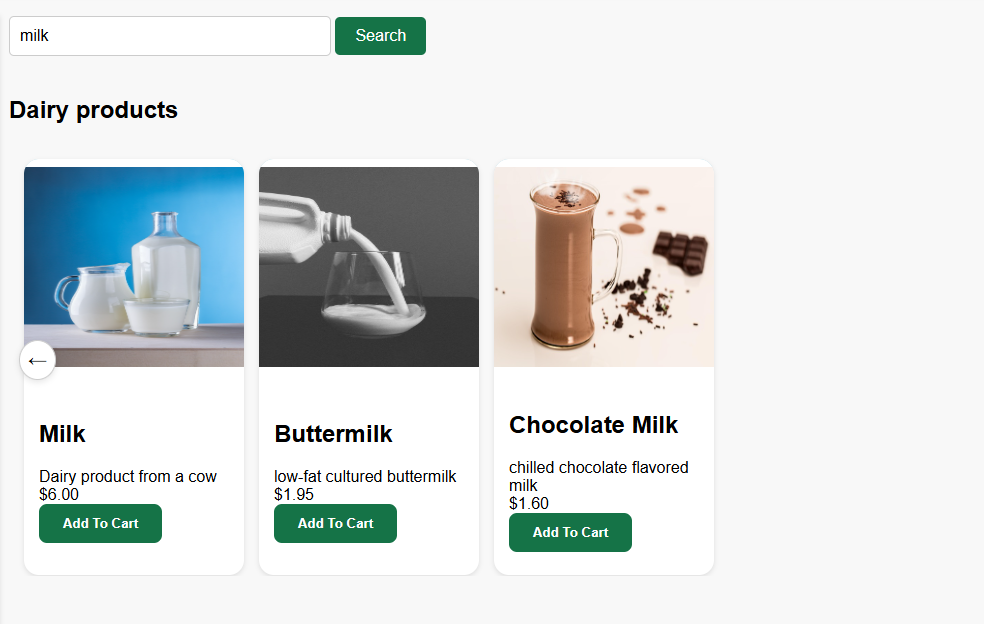 milk
Search
Dairy products
←
Milk
Dairy product from a cow
$6.00
Add To Cart
Buttermilk
low-fat cultured buttermilk
$1.95
Add To Cart
Chocolate Milk
chilled chocolate flavored
milk
$1.60
Add To Cart